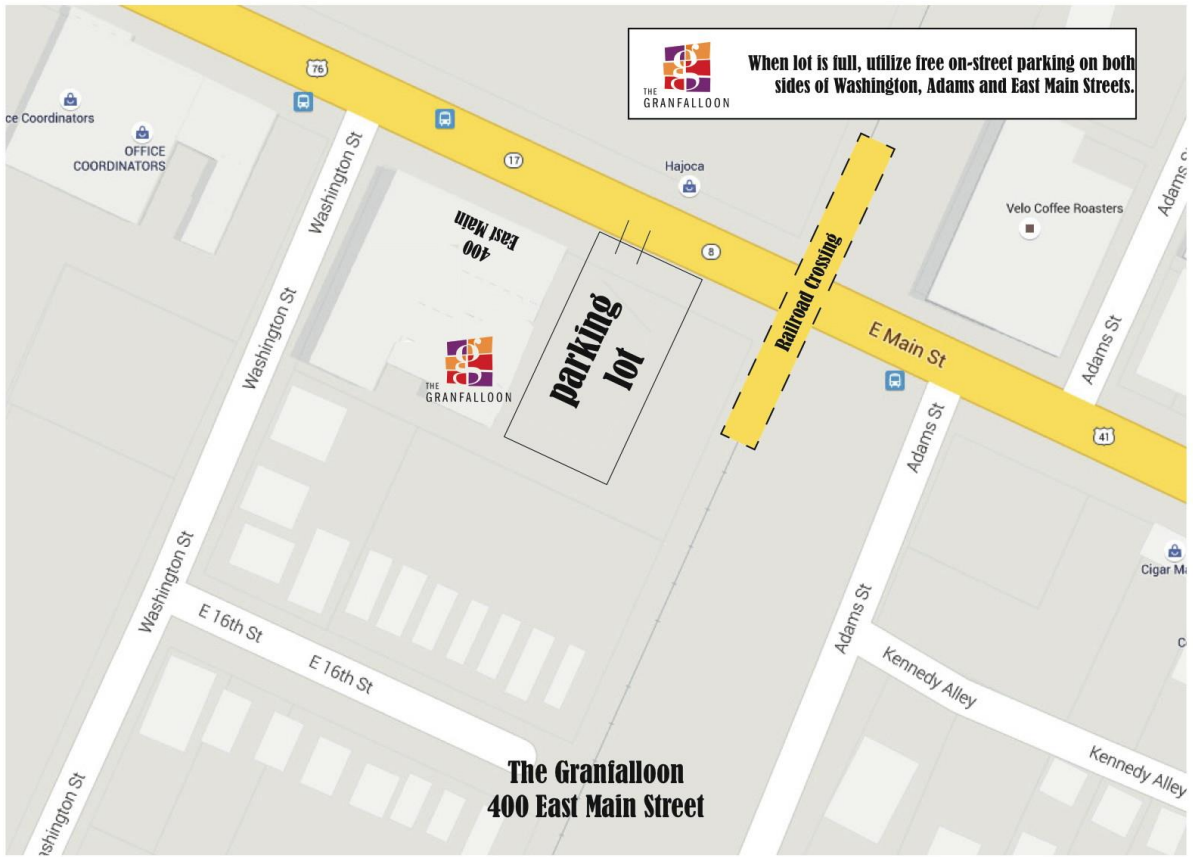 When lot is full, utilize free on-street parking on both
sides of Washington, Adams and East Main Streets.
g
THE
GRANFALLOON
76
ce Coordinators
OFFICE
COORDINATORS
Washington St
17
Hajoca
Adams S
Velo Coffee Roasters
400
East Main
8
Railroad Crossing
parking
lot
E Main St
Washington St
Adams St
g
THE
GRANFALLOON
Adams St
41
Washington St
Cigar Ma
E 16th St
E 16th St
Adams St
C
Kennedy Alley
Kennedy Alley
The Granfalloon
400 East Main Street
shington St